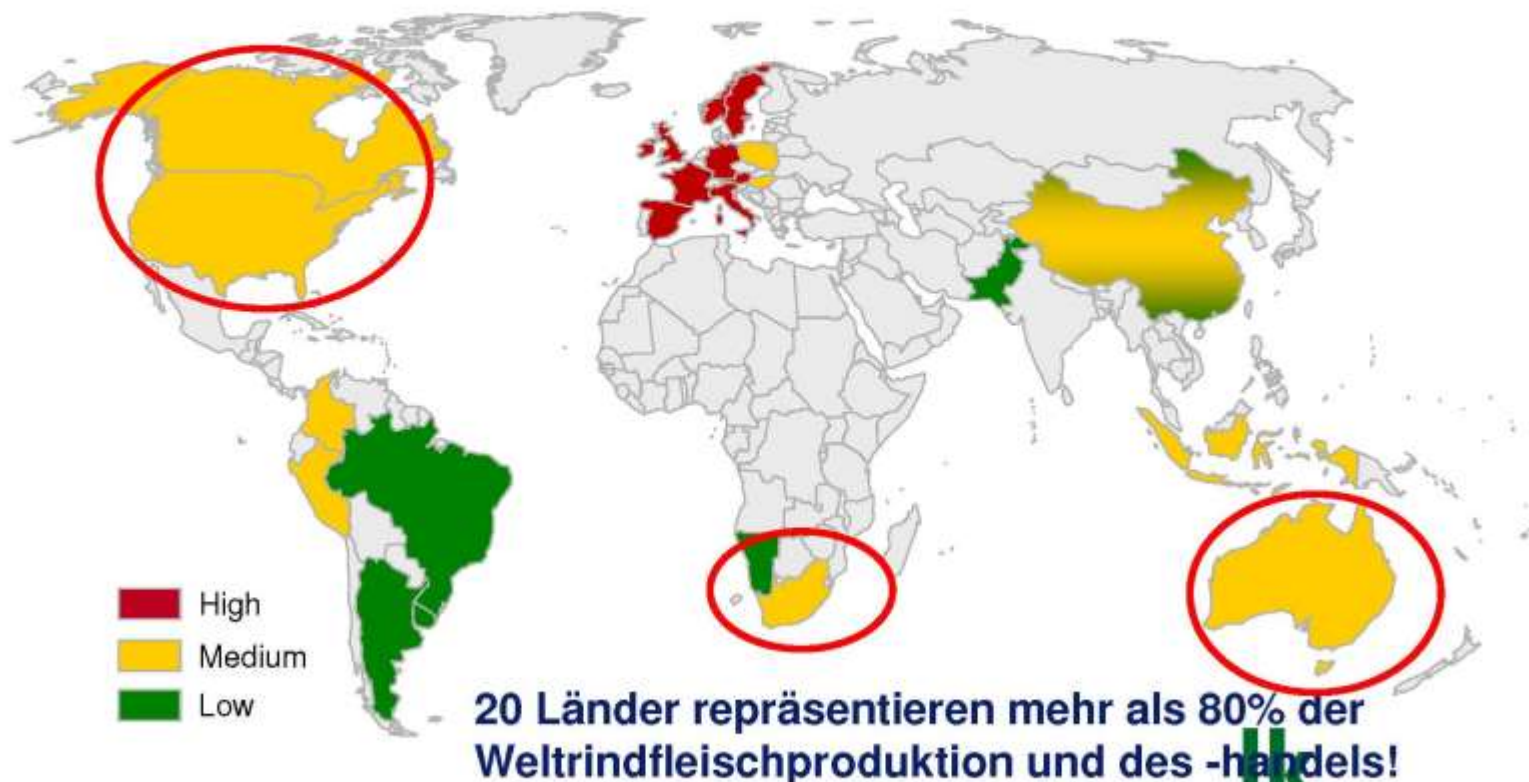 High
Medium
Low
20 Länder repräsentieren mehr als 80% der
Weltrindfleischproduktion und des -handels!